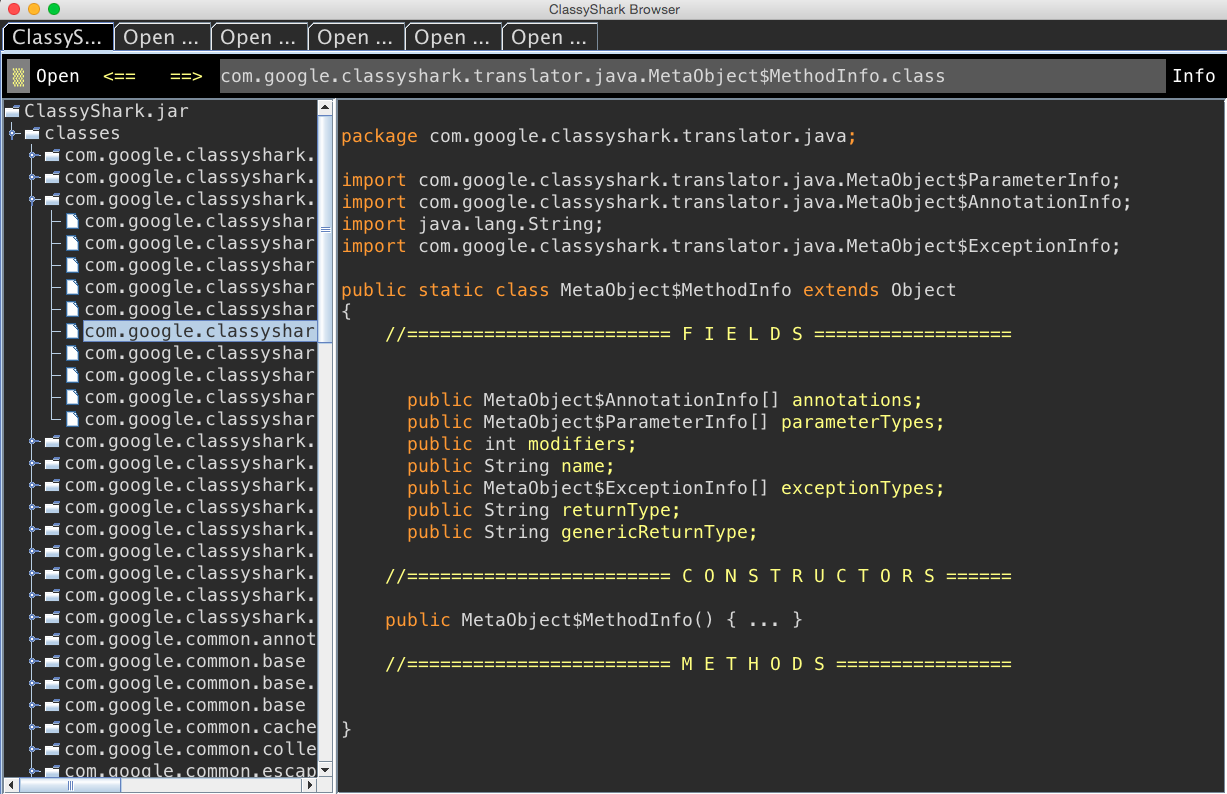 ClassyShark Browser
ClassyS... Open ... Open ... Open ... Open ... Open ...
Open <== ==> com.google.classyshark.translator.java.MetaObject$MethodInfo.class Info
ClassyShark.jar
classes
com.google.classyshark.
com.google.classyshark.
com.google.classyshark.
com.google.classyshar
com.google.classyshar
com.google.classyshar
com.google.classyshar
com.google.classyshar
com.google.classyshar
com.google.classyshar
com.google.classyshar
com.google.classyshar
com.google.classyshar
com.google.classyshark.
com.google.classyshark.
com.google.classyshark.
com.google.classyshark.
com.google.classyshark.
com.google.classyshark.
com.google.classyshark.
com.google.classyshark.
com.google.classyshark.
com.google.common.annot
com.google.common.base
com.google.common.base.
com.google.common.base
com.google.common.cache
com.google.common.colle
com.google.common.escap
package com.google.classyshark.translator.java;
import com.google.classyshark.translator.java.MetaObject$ParameterInfo;
import com.google.classyshark.translator.java.MetaObject$AnnotationInfo;
import java.lang.String;
import com.google.classyshark.translator.java.MetaObject$ExceptionInfo;
public static class MetaObject$MethodInfo extends Object
{
//======================== F I E L D S ==================
public MetaObject$AnnotationInfo[] annotations;
public MetaObject$ParameterInfo[] parameterTypes;
public int modifiers;
public String name;
public MetaObject$ExceptionInfo[] exceptionTypes;
public String returnType;
public String genericReturnType;
//======================== C O N S T R U C T O R S ======
public MetaObject$MethodInfo() { ... }
//======================== M E T H O D S ================
}